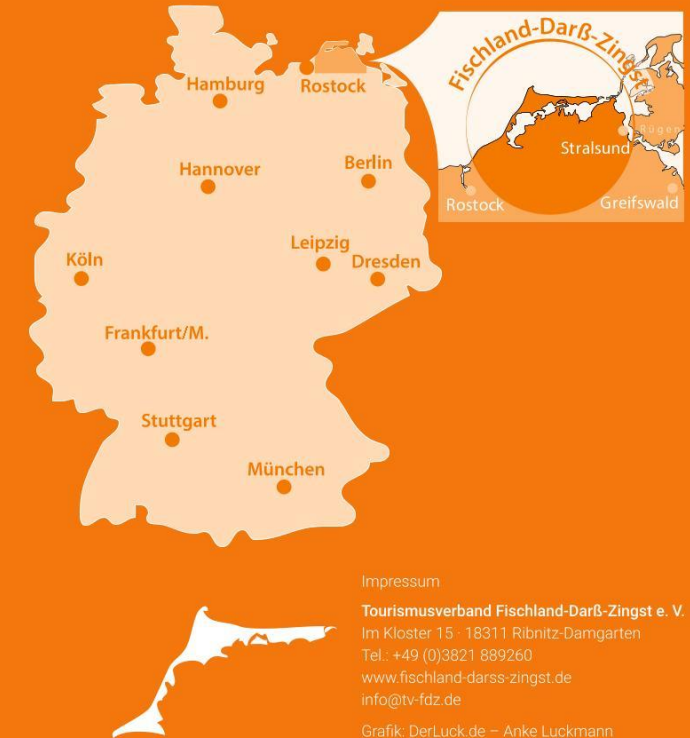 Fischland-Darß-Zingst
Hamburg
Rostock
Rügen
Stralsund
Hannover
Berlin
Rostock
Greifswald
Leipzig
Köln
Dresden
Frankfurt/M.
Stuttgart
München
Impressum
Tourismusverband Fischland-Darß-Zingst e. V.
Im Kloster 15 · 18311 Ribnitz-Damgarten
Tel.: +49 (0)3821 889260
www.fischland-darss-zingst.de
info@tv-fdz.de
Grafik: DerLuck.de – Anke Luckmann